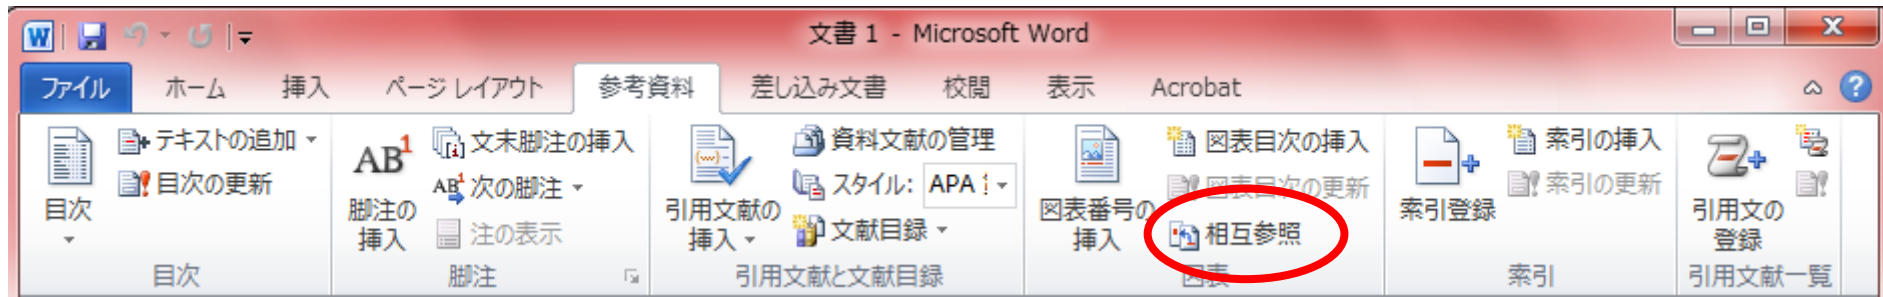 文書 1 - Microsoft Word
ファイル ホーム 挿入 ページ レイアウト 参考資料 差し込み文書 校閲 表示 Acrobat
目次
テキストの追加
目次の更新
目次
AB1
脚注の
挿入
文末脚注の挿入
次の脚注
注の表示
脚注
引用文献の
挿入
資料文献の管理
スタイル: APA
文献目録
引用文献と文献目録
図表番号の
挿入
図表目次の挿入
図表目次の更新
相互参照
図表
索引登録
索引の挿入
索引の更新
索引
引用文の
登録
引用文献一覧